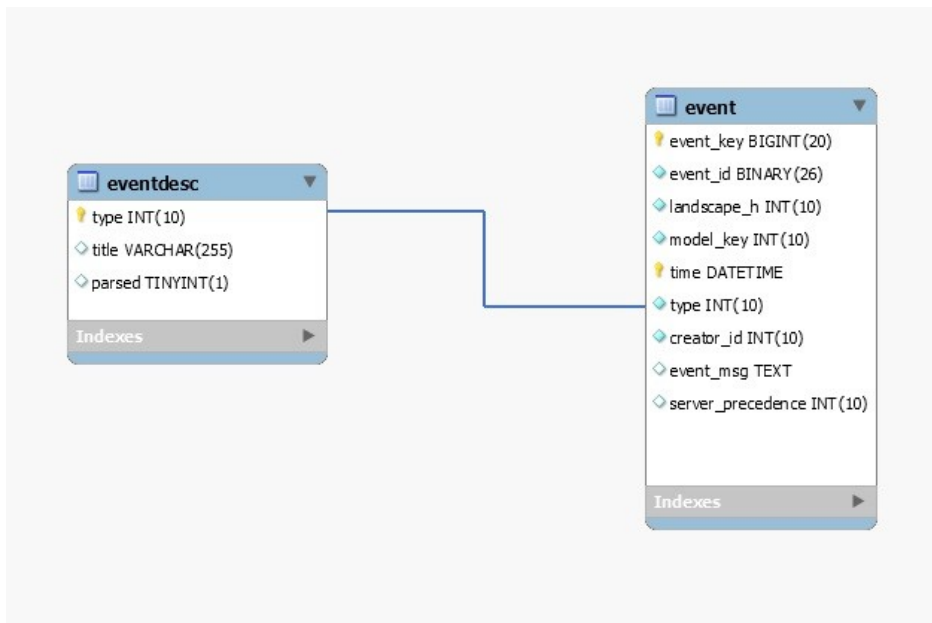 eventdesc
type INT(10)
title VARCHAR(255)
parsed TINYINT(1)
Indexes
event
event_key BIGINT(20)
event_id BINARY(26)
landscape_h INT(10)
model_key INT(10)
time DATETIME
type INT(10)
creator_id INT(10)
event_msg TEXT
server_precedence INT(10)
Indexes